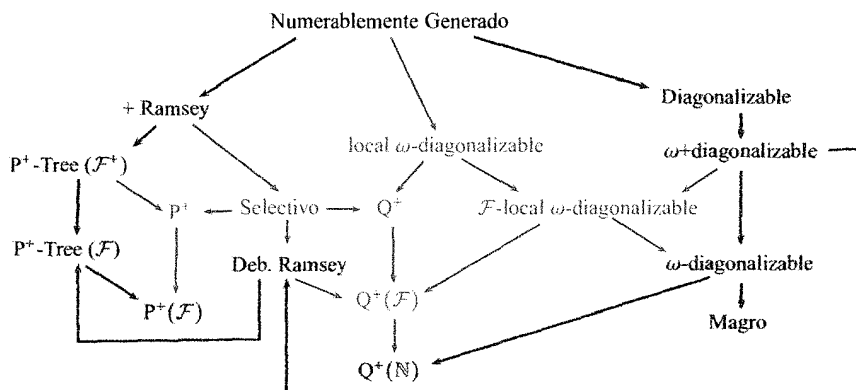 Numerablemente Generado
+ Ramsey
Diagonalizable
P⁺-Tree (𝓕⁺)
local ω-diagonalizable
ω+diagonalizable
P⁺
Selectivo
Q⁺
𝓕-local ω-diagonalizable
P⁺-Tree (𝓕)
Deb. Ramsey
ω-diagonalizable
P⁺(𝓕)
Q⁺(𝓕)
Magro
Q⁺(ℕ)